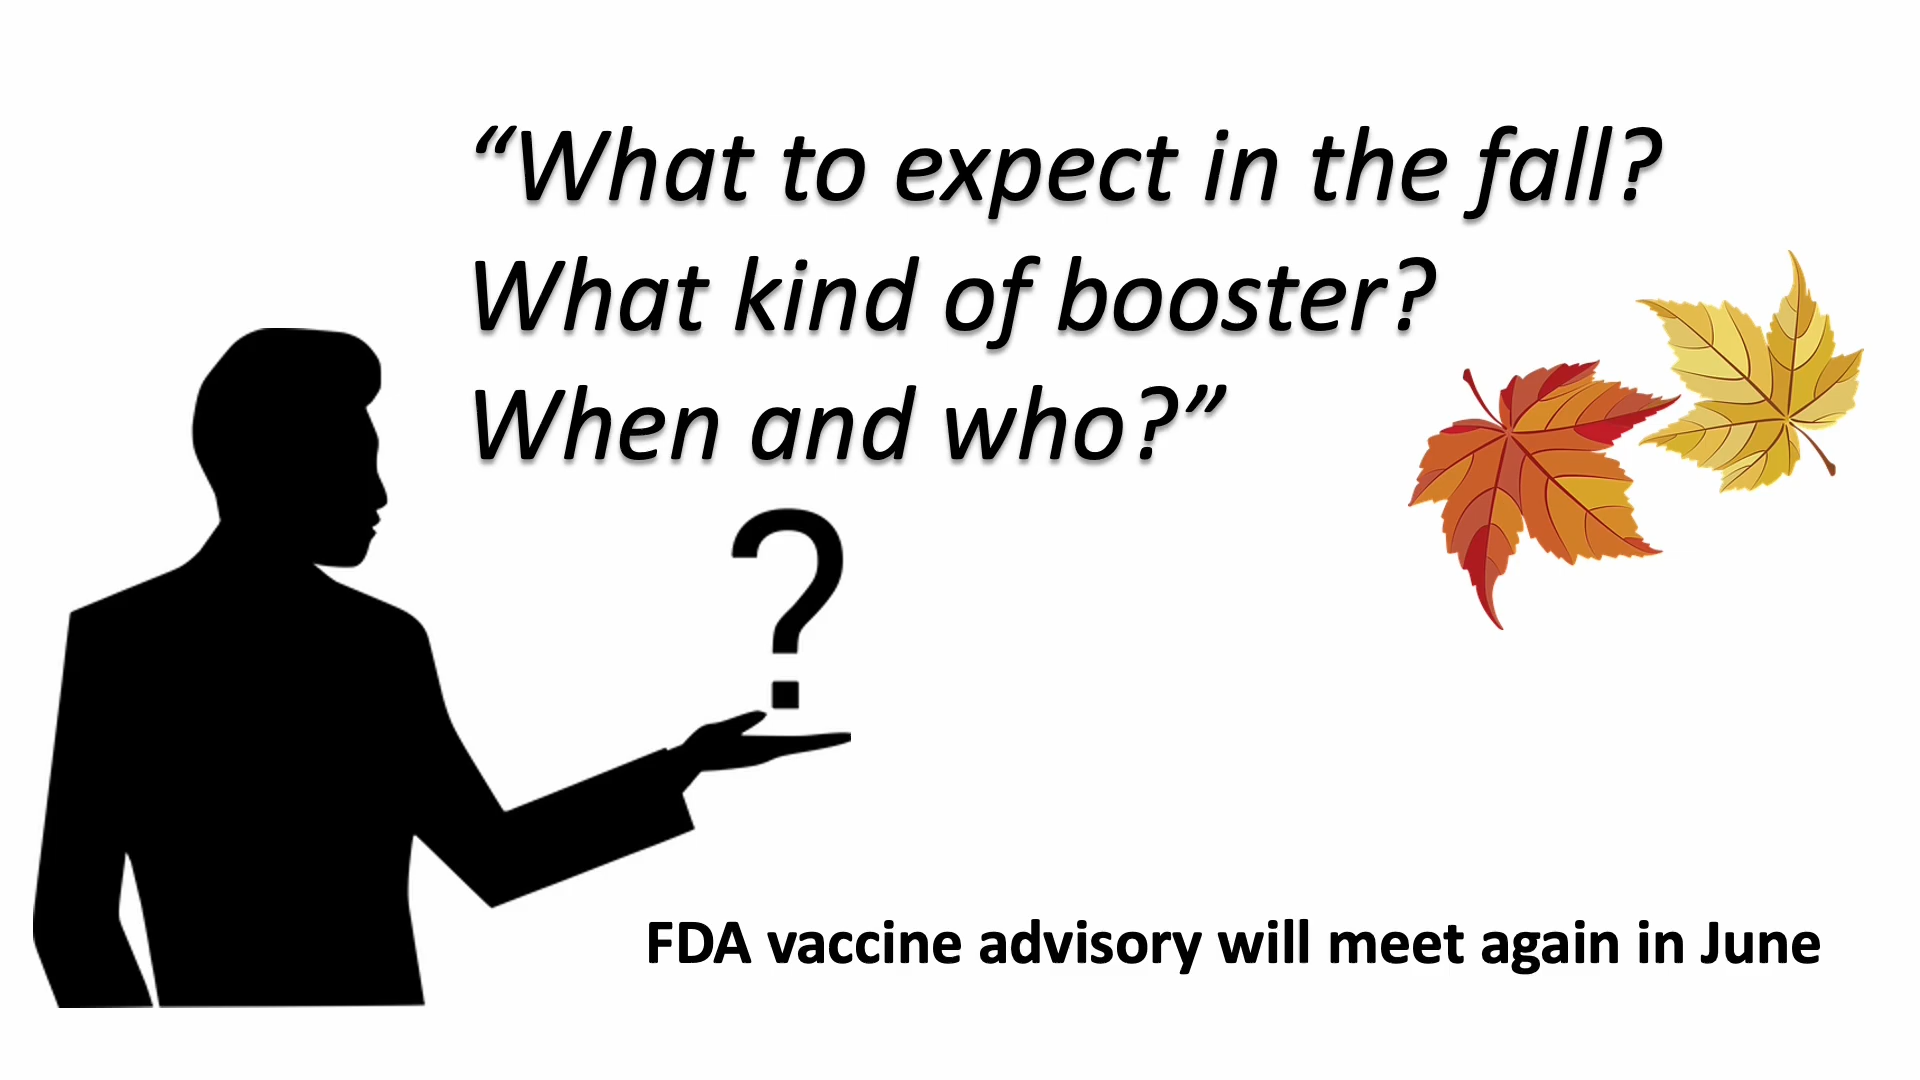 “What to expect in the fall?
What kind of booster?
When and who?”
?
FDA vaccine advisory will meet again in June